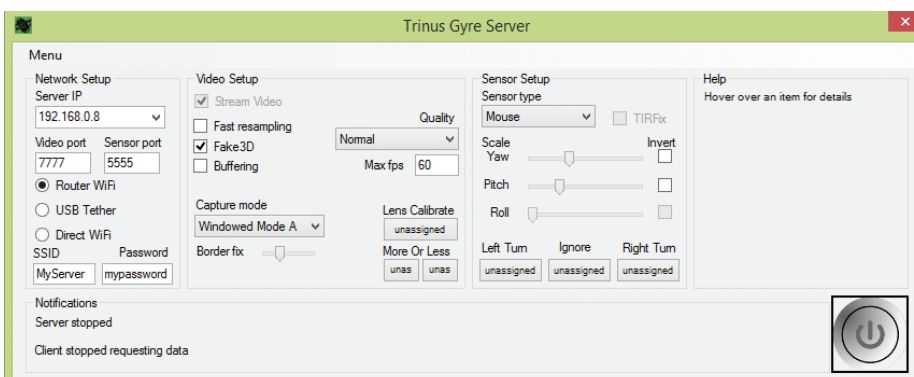 Trinus Gyre Server
Menu
Network Setup
Server IP
192.168.0.8
Video port Sensor port
7777 5555
Router WiFi
USB Tether
Direct WiFi
SSID Password
MyServer mypassword
Video Setup
Stream Video
Fast resampling
Fake3D
Buffering
Quality
Normal
Max fps 60
Capture mode
Windowed Mode A
Border fix
Lens Calibrate
unassigned
More Or Less
unas unas
Sensor Setup
Sensor type
Mouse TIRFix
Scale Invert
Yaw
Pitch
Roll
Left Turn Ignore Right Turn
unassigned unassigned unassigned
Help
Hover over an item for details
Notifications
Server stopped
Client stopped requesting data